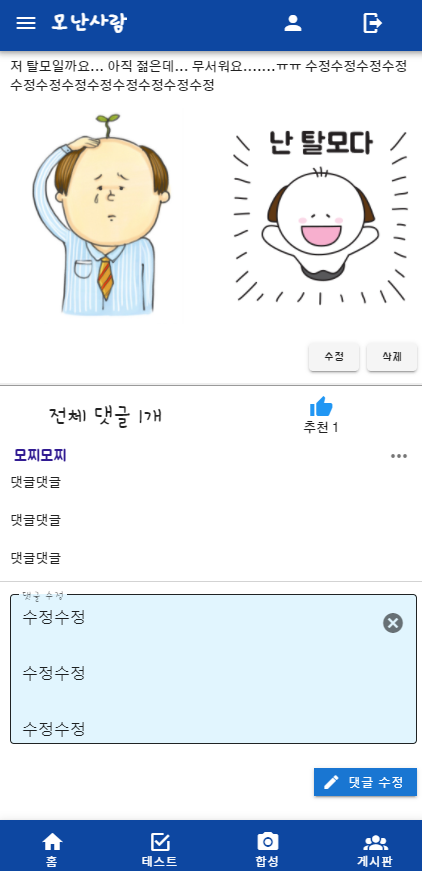 모난사람
저 탈모일까요... 아직 젊은데... 무서워요.......ㅠㅠ 수정수정수정수정
수정수정수정수정수정수정수정수정
난 탈모다
수정 삭제
전체 댓글 1개
추천 1
모찌모찌
댓글댓글
댓글댓글
댓글댓글
댓글 수정
수정수정
수정수정
수정수정
댓글 수정
홈 테스트 합성 게시판